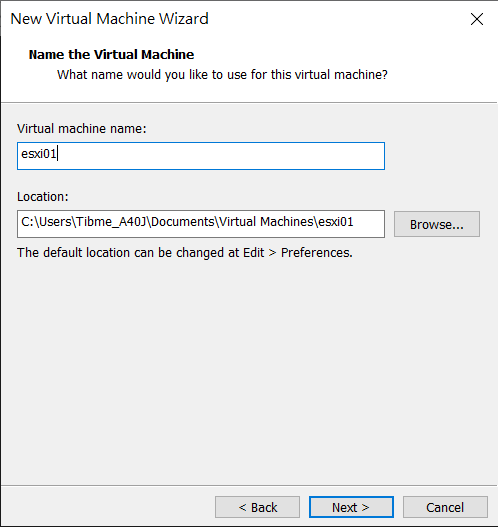 New Virtual Machine Wizard
Name the Virtual Machine
What name would you like to use for this virtual machine?
Virtual machine name:
esxi01
Location:
C:\Users\Tibme_A40J\Documents\Virtual Machines\esxi01
Browse...
The default location can be changed at Edit > Preferences.
< Back
Next >
Cancel